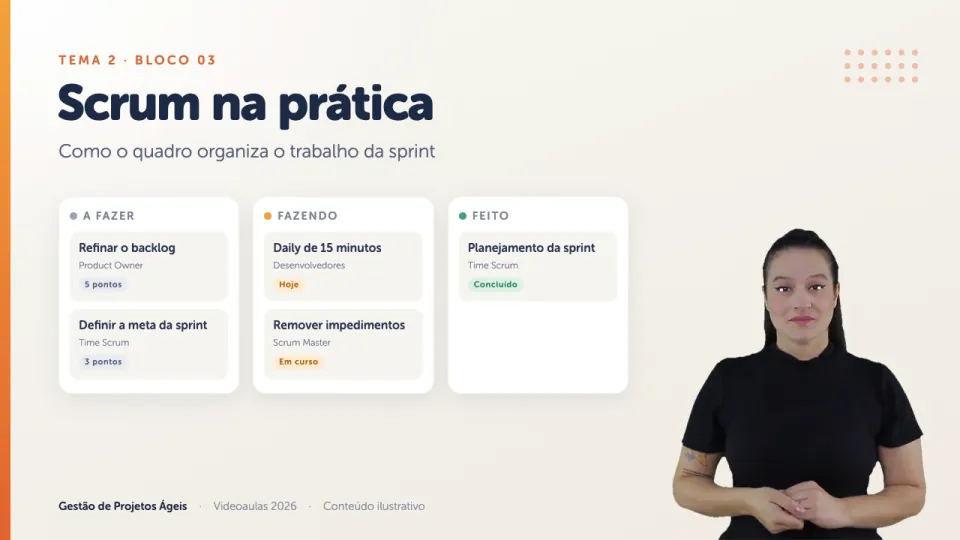 TEMA 2 · BLOCO 03
Scrum na prática
Como o quadro organiza o trabalho da sprint
A FAZER
Refinar o backlog
Product Owner
5 pontos
Definir a meta da sprint
Time Scrum
3 pontos
FAZENDO
Daily de 15 minutos
Desenvolvedores
Hoje
Remover impedimentos
Scrum Master
Em curso
FEITO
Planejamento da sprint
Time Scrum
Concluído
Gestão de Projetos Ágeis · Videoaulas 2026 · Conteúdo ilustrativo